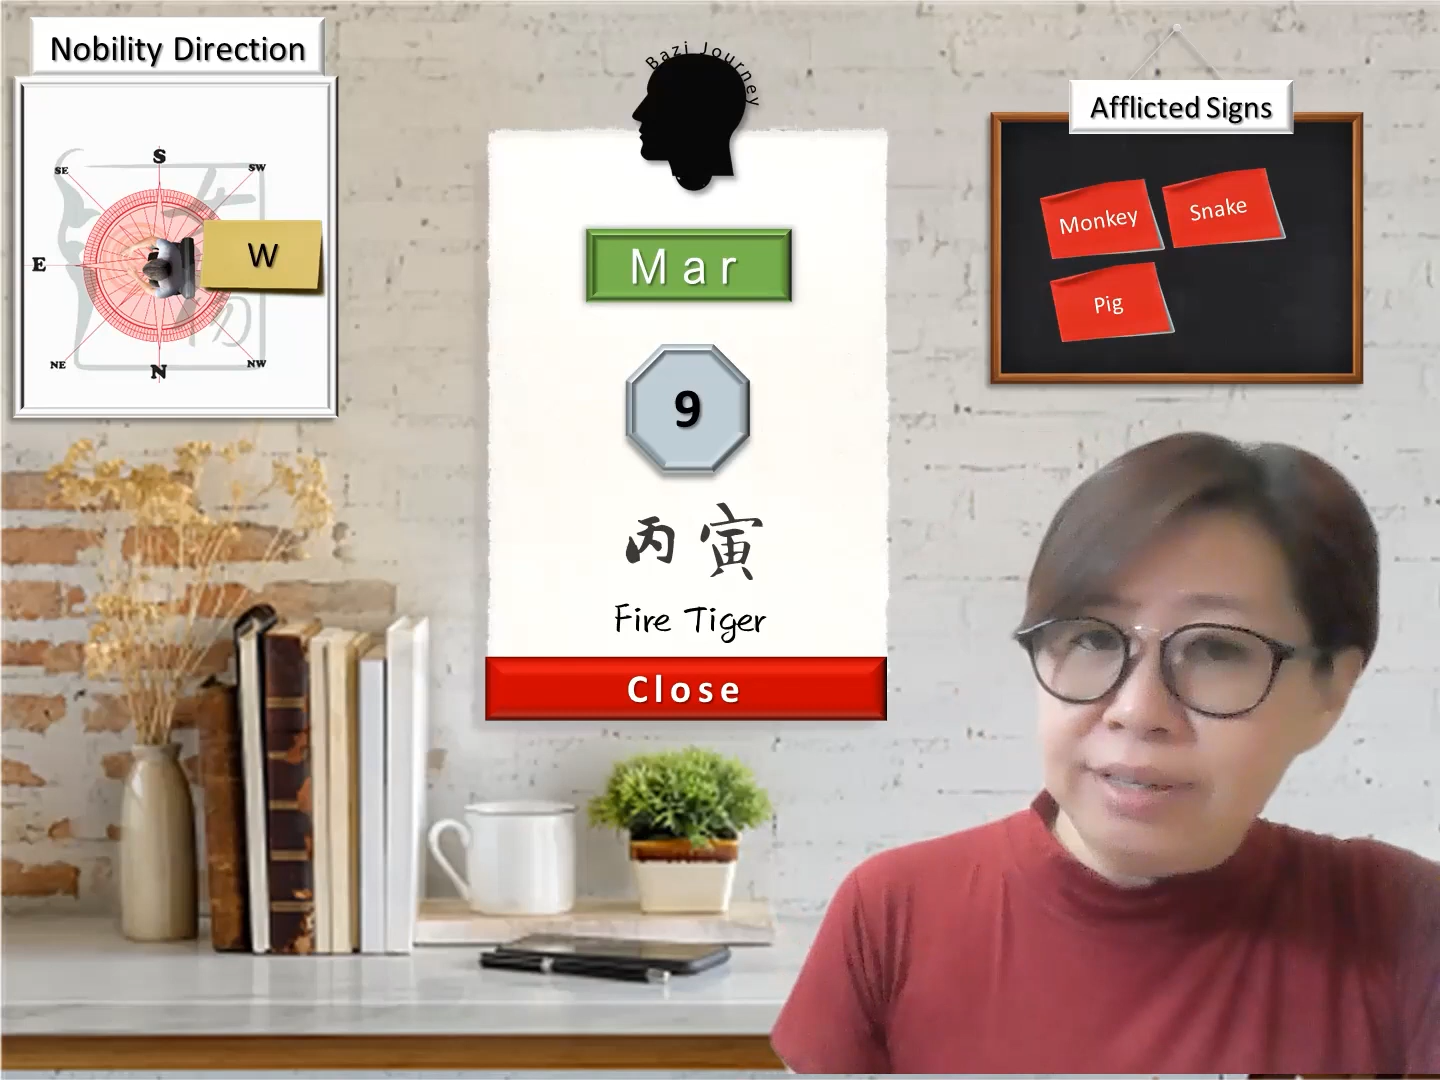 Nobility Direction
S
SE
SW
E
W
NE
NW
N
Bazi Journey
Mar
9
丙寅
Fire Tiger
Close
Afflicted Signs
Monkey
Snake
Pig